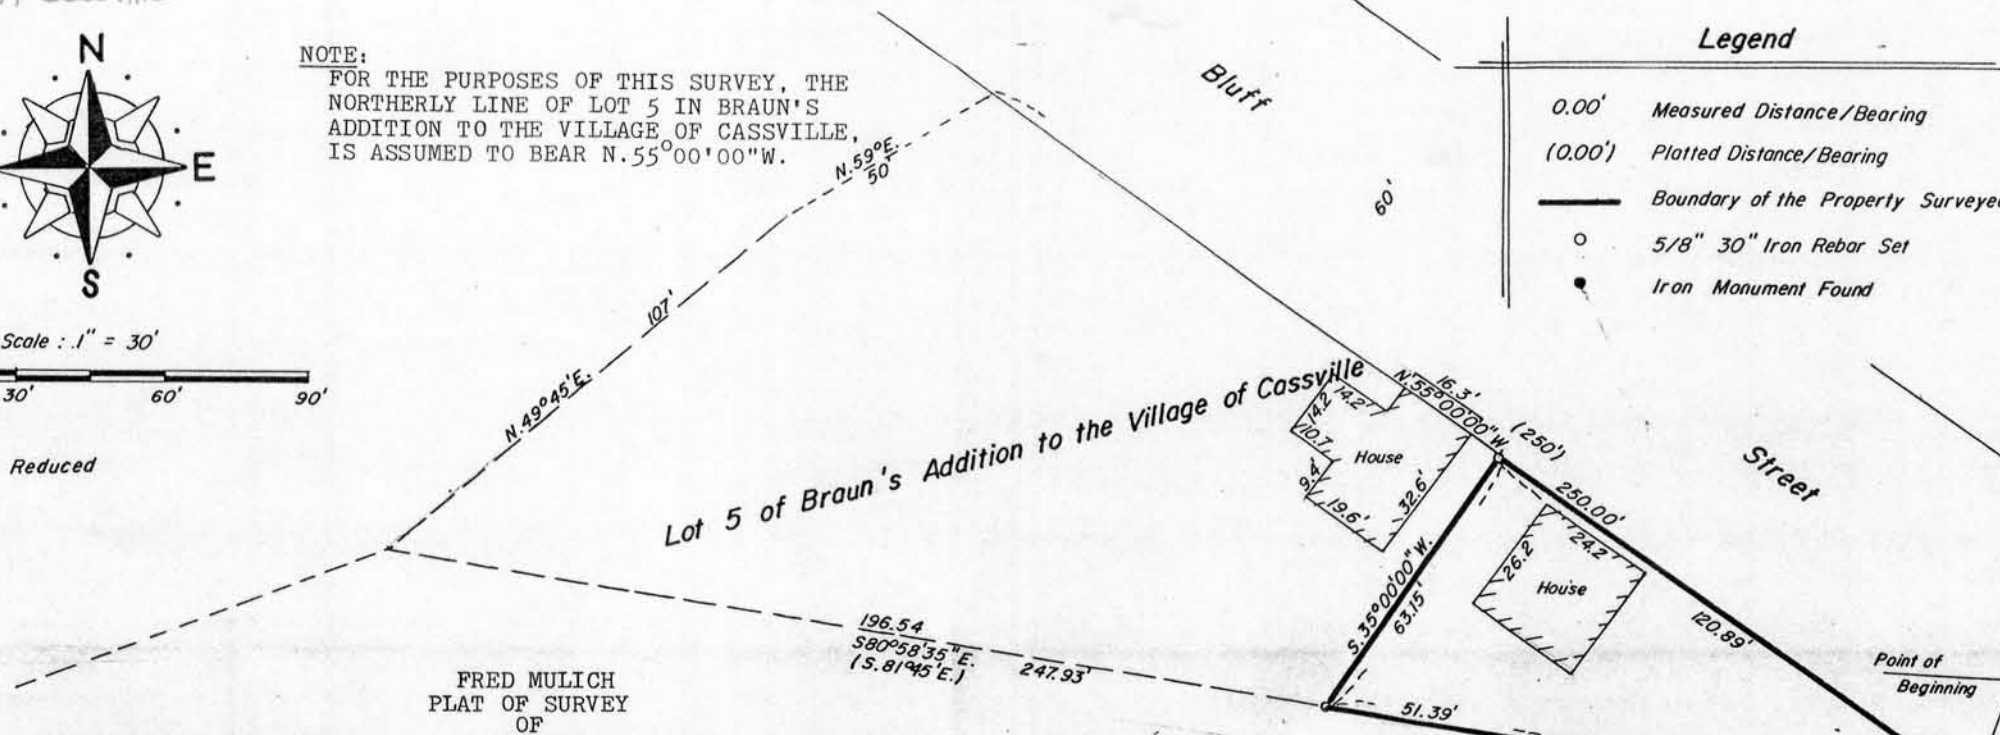 N
E
S
NOTE:
FOR THE PURPOSES OF THIS SURVEY, THE
NORTHERLY LINE OF LOT 5 IN BRAUN'S
ADDITION TO THE VILLAGE OF CASSVILLE,
IS ASSUMED TO BEAR N.55°00'00"W.
Scale : 1" = 30'
30' 60' 90'
Reduced
Legend
0.00' Measured Distance/Bearing
(0.00') Platted Distance/Bearing
Boundary of the Property Surveye
5/8" 30" Iron Rebar Set
Iron Monument Found
Bluff
60'
Street
N.59°E.
50'
107'
N.49°45'E.
Lot 5 of Braun's Addition to the Village of Cassville
16.3'
N.55°00'00"W.
(250')
250.00'
14.2'
14.2'
10.7'
9.4'
19.6'
32.6'
House
24.2'
26.2'
House
S.35°00'00"W.
63.15'
120.89'
Point of
Beginning
196.54
S80°58'35"E.
(S.81°45'E.)
247.93'
51.39'
FRED MULICH
PLAT OF SURVEY
OF